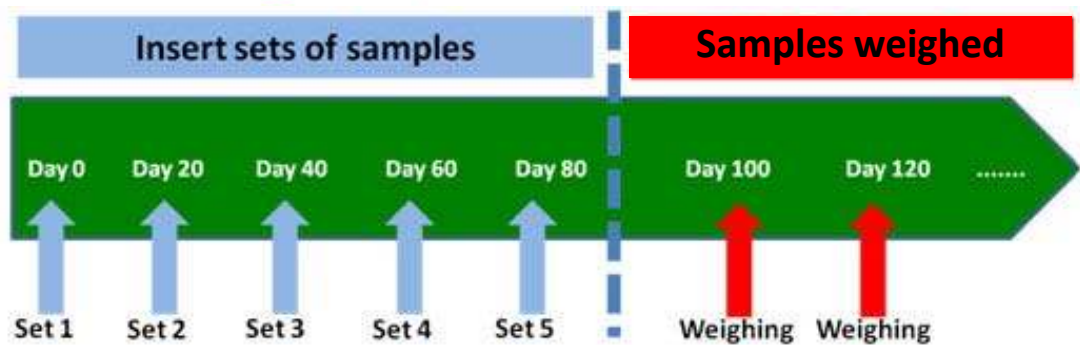 Insert sets of samples
Samples weighed
Day 0 Day 20 Day 40 Day 60 Day 80 Day 100 Day 120 .......
Set 1 Set 2 Set 3 Set 4 Set 5 Weighing Weighing